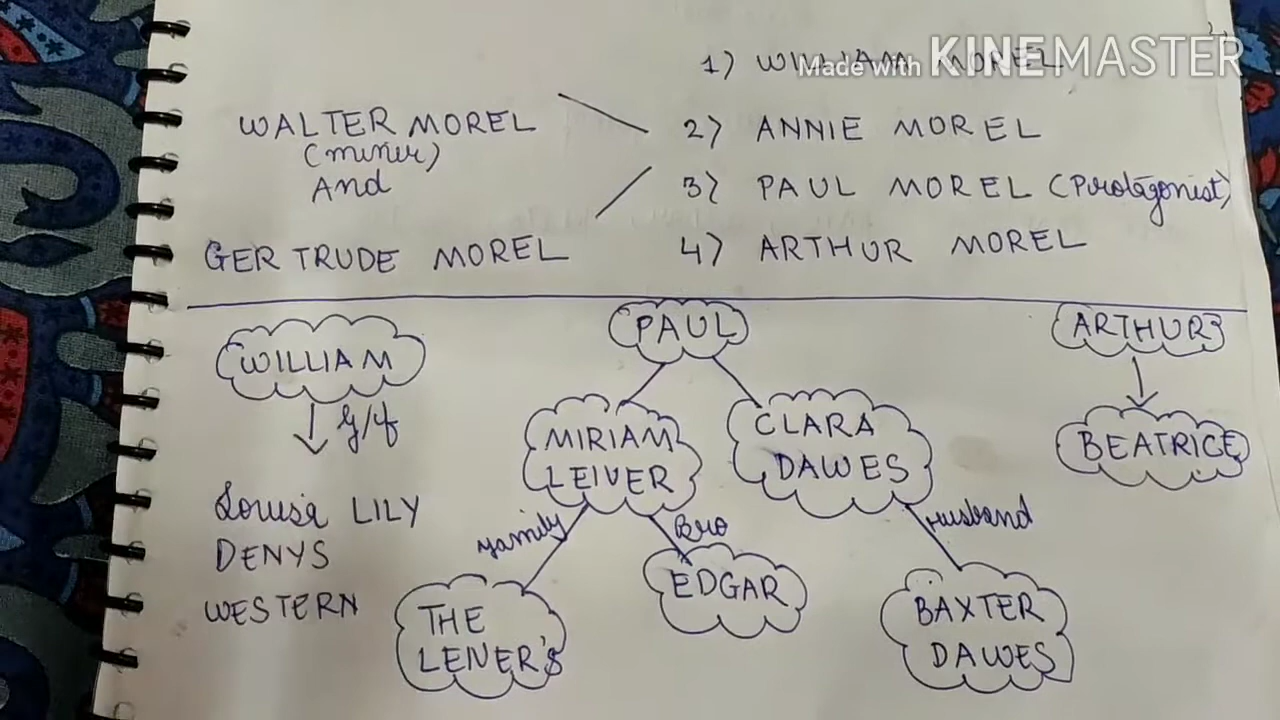 1) WILLIAM MOREL
Made with KINEMASTER
WALTER MOREL
(miner)
And
GERTRUDE MOREL
2) ANNIE MOREL
3) PAUL MOREL (Protagonist)
4) ARTHUR MOREL
WILLIAM
g/f
Louisa LILY
DENYS
WESTERN
PAUL
MIRIAM
LEIVER
family
THE
LEIVER'S
Bro
EDGAR
CLARA
DAWES
Husband
BAXTER
DAWES
ARTHUR
BEATRICE